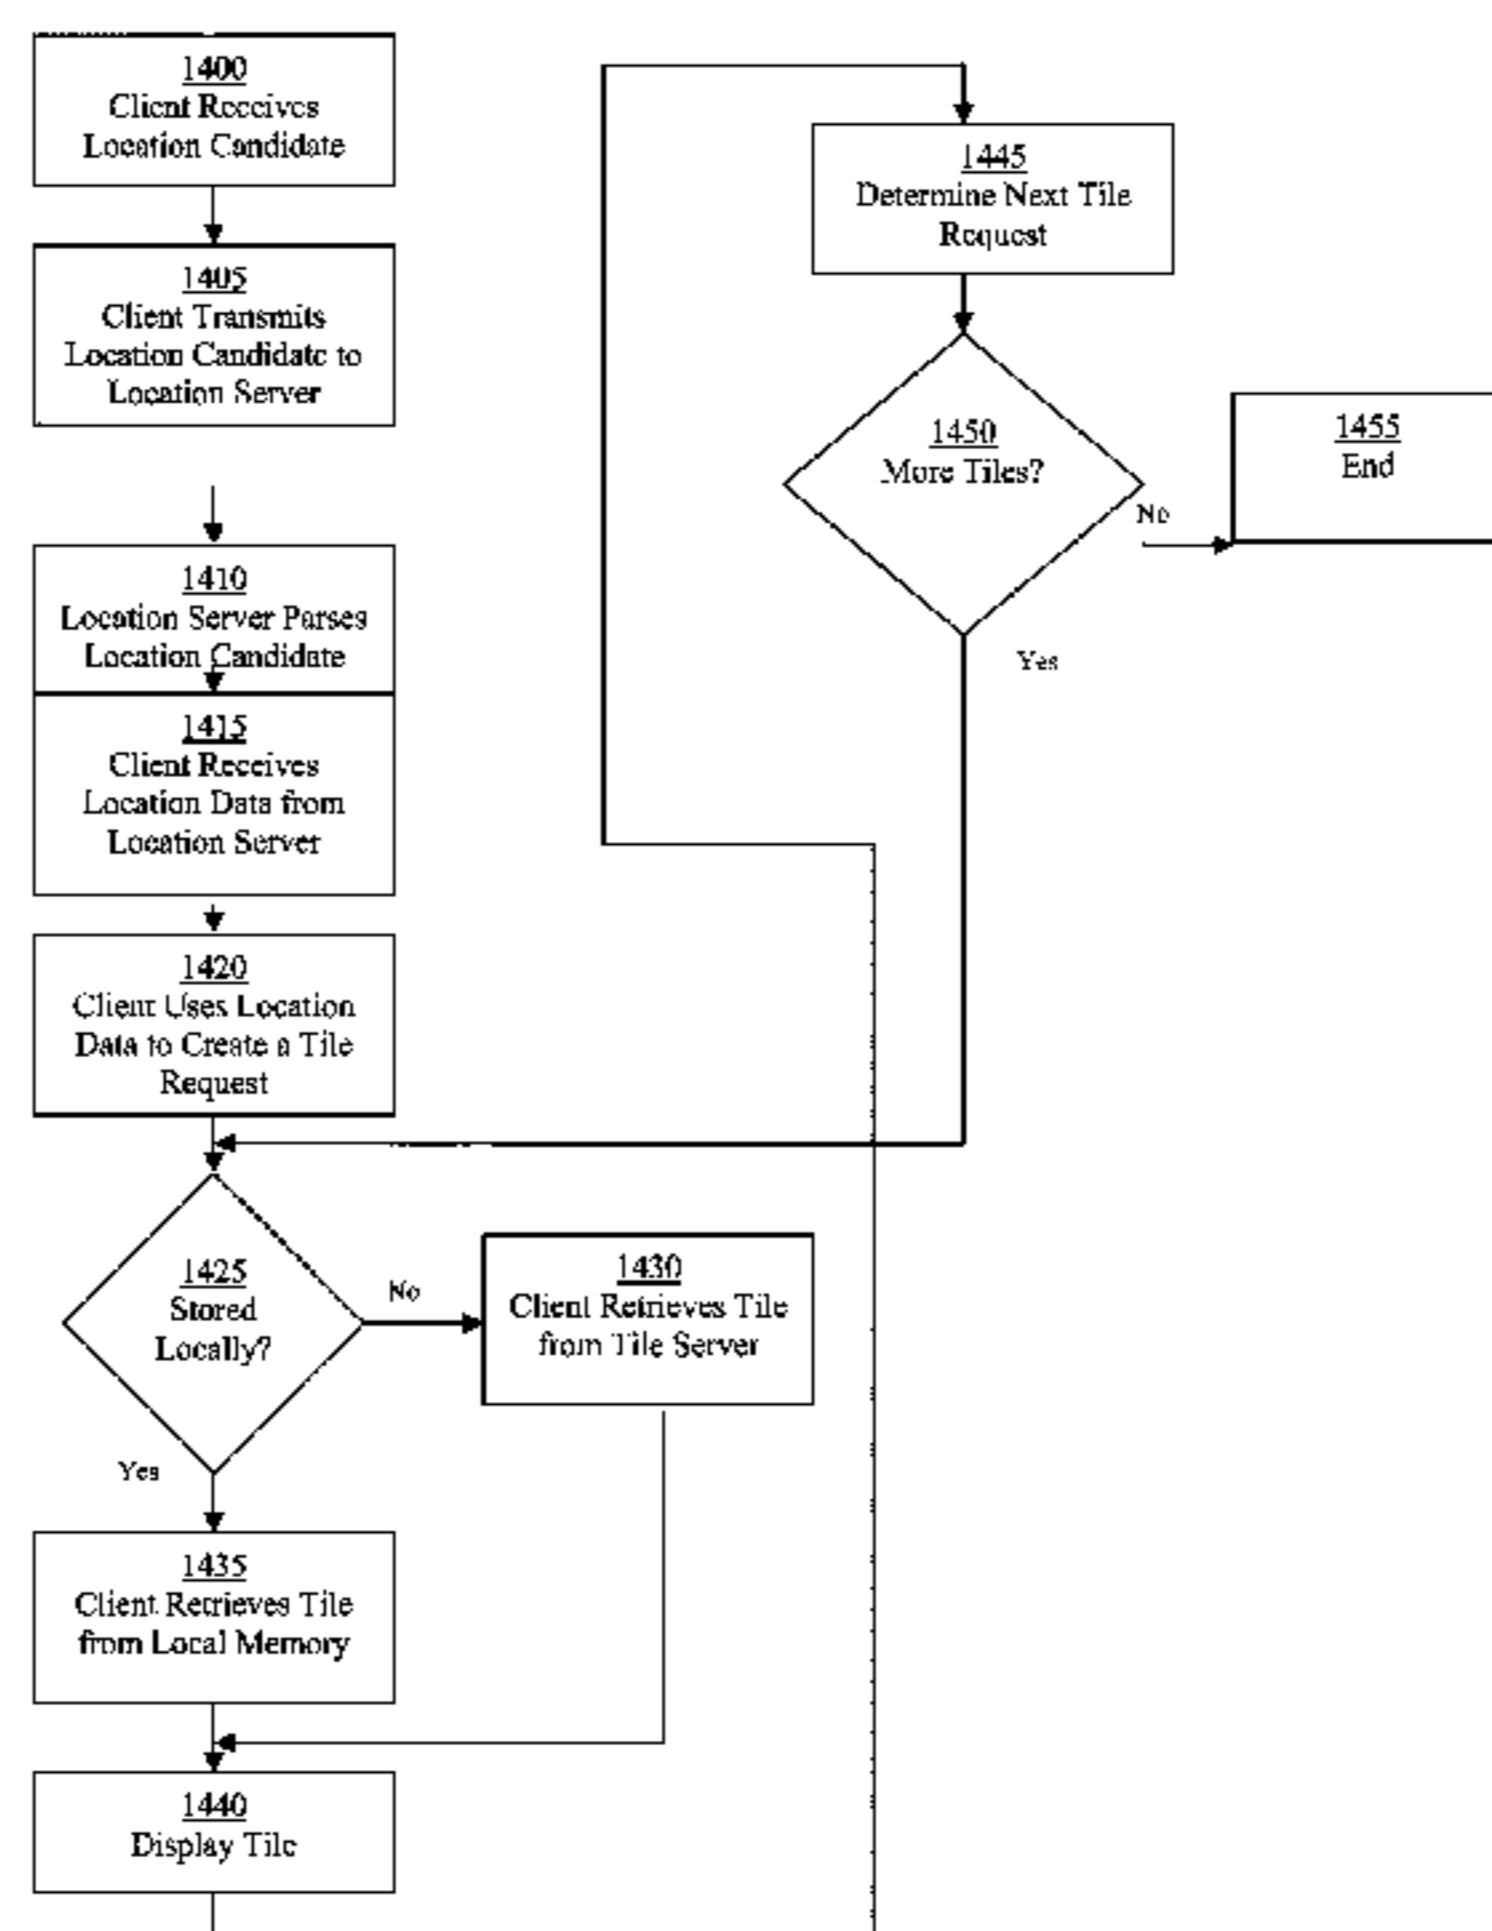 1400
Client Receives
Location Candidate
1405
Client Transmits
Location Candidate to
Location Server
1410
Location Server Parses
Location Candidate
1415
Client Receives
Location Data from
Location Server
1420
Client Uses Location
Data to Create a Tile
Request
1425
Stored
Locally?
No
Yes
1430
Client Retrieves Tile
from Tile Server
1435
Client Retrieves Tile
from Local Memory
1440
Display Tile
1445
Determine Next Tile
Request
1450
More Tiles?
No
Yes
1455
End